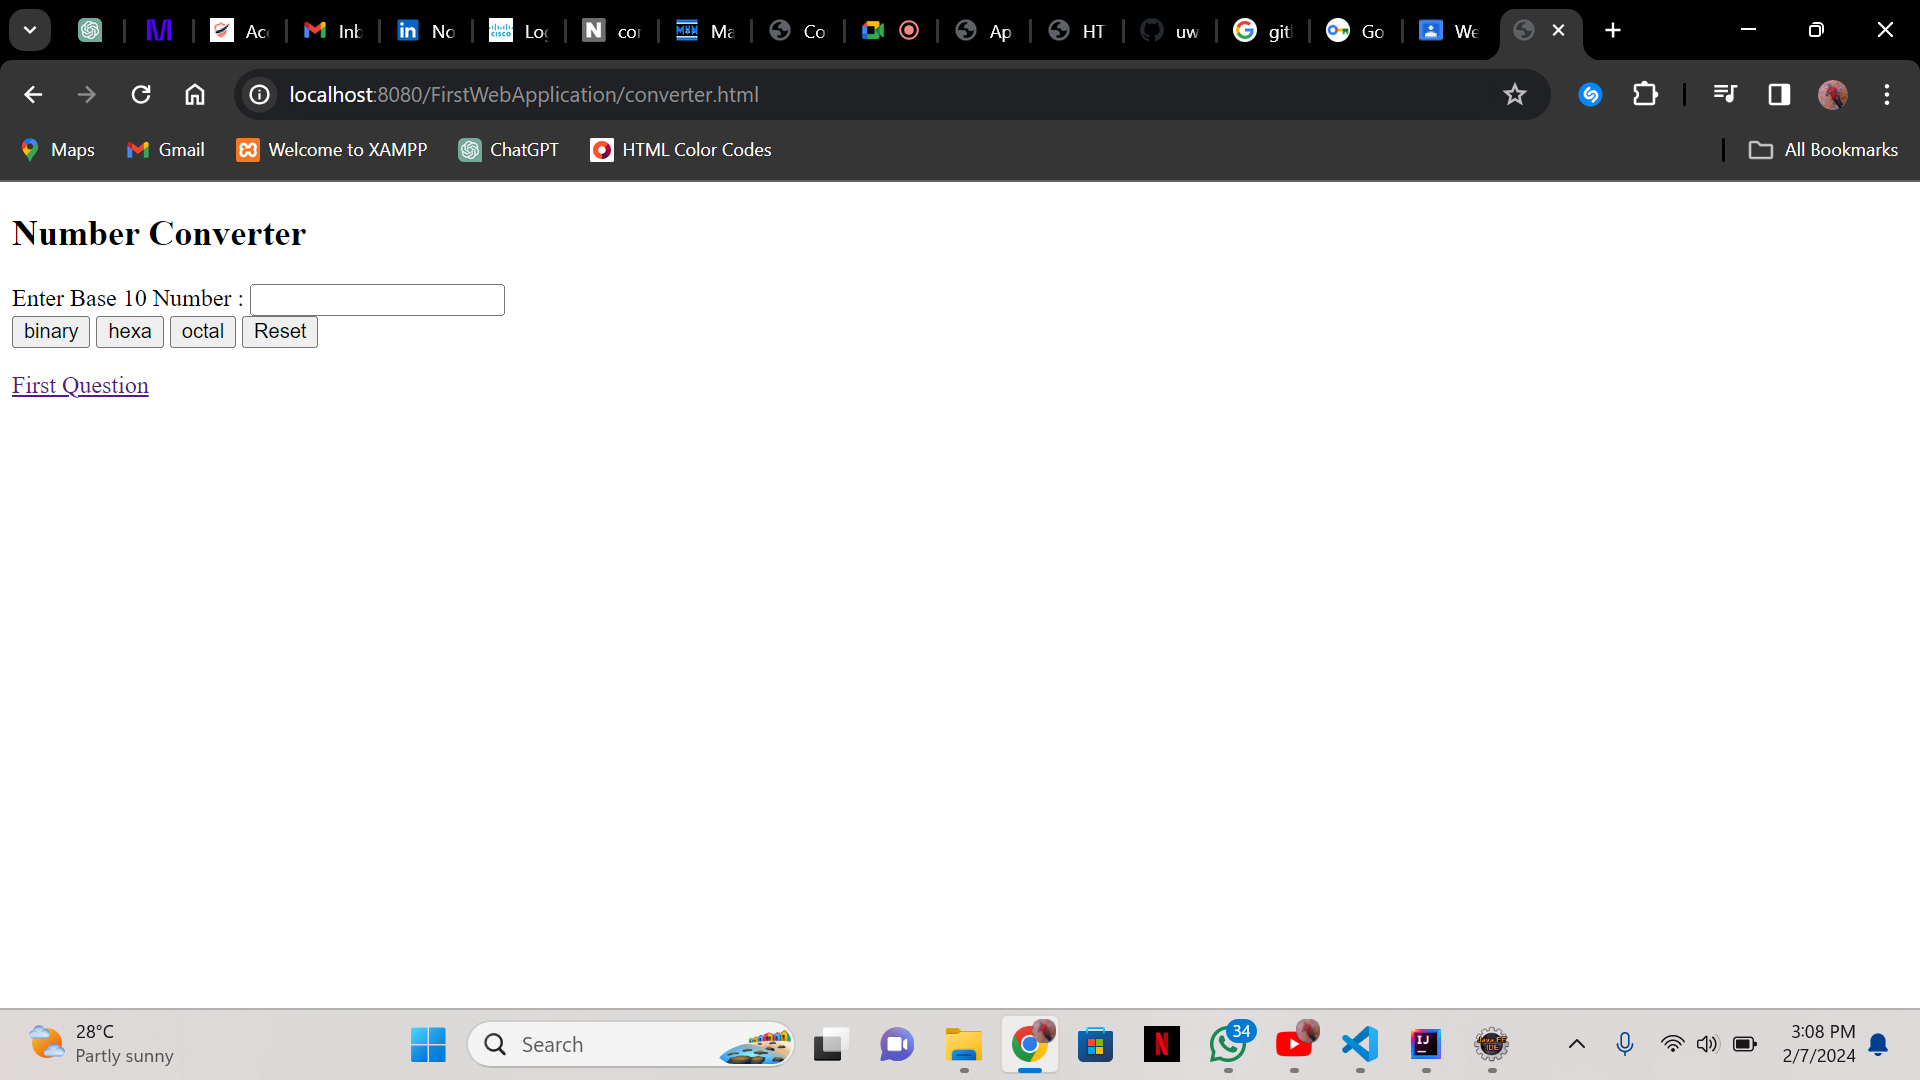 Acc
Inb
No
Log
cor
Ma
Co
Ap
HT
uw
git
Go
We
localhost:8080/FirstWebApplication/converter.html
Maps
Gmail
Welcome to XAMPP
ChatGPT
HTML Color Codes
All Bookmarks
Number Converter
Enter Base 10 Number :
binary hexa octal Reset
First Question
28°C
Partly sunny
Search
34
3:08 PM
2/7/2024